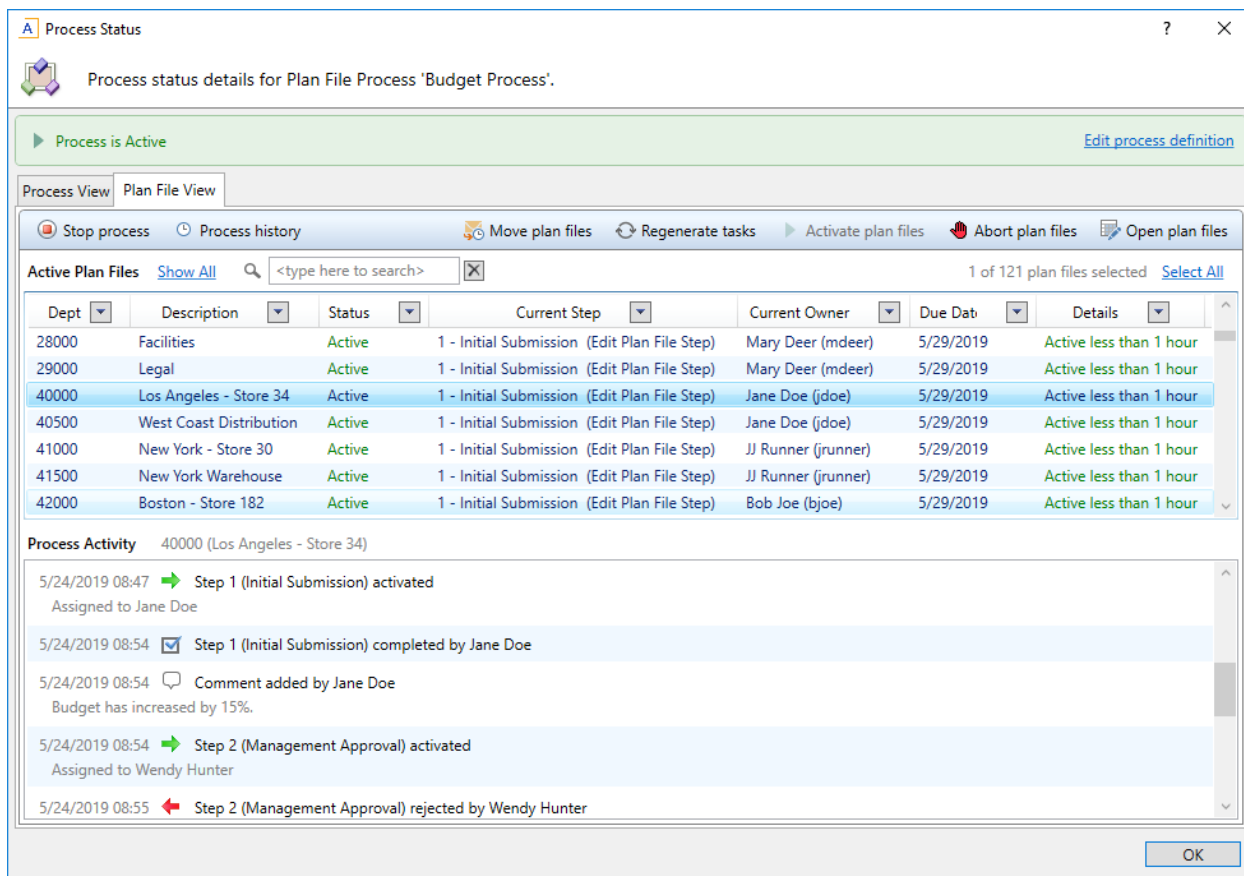 A Process Status ?
Process status details for Plan File Process 'Budget Process'.
Process is Active Edit process definition
Process View Plan File View
Stop process Process history Move plan files Regenerate tasks Activate plan files Abort plan files Open plan files
Active Plan Files Show All <type here to search> 1 of 121 plan files selected Select All
Dept Description Status Current Step Current Owner Due Dat Details
28000 Facilities Active 1 - Initial Submission (Edit Plan File Step) Mary Deer (mdeer) 5/29/2019 Active less than 1 hour
29000 Legal Active 1 - Initial Submission (Edit Plan File Step) Mary Deer (mdeer) 5/29/2019 Active less than 1 hour
40000 Los Angeles - Store 34 Active 1 - Initial Submission (Edit Plan File Step) Jane Doe (jdoe) 5/29/2019 Active less than 1 hour
40500 West Coast Distribution Active 1 - Initial Submission (Edit Plan File Step) Jane Doe (jdoe) 5/29/2019 Active less than 1 hour
41000 New York - Store 30 Active 1 - Initial Submission (Edit Plan File Step) JJ Runner (jrunner) 5/29/2019 Active less than 1 hour
41500 New York Warehouse Active 1 - Initial Submission (Edit Plan File Step) JJ Runner (jrunner) 5/29/2019 Active less than 1 hour
42000 Boston - Store 182 Active 1 - Initial Submission (Edit Plan File Step) Bob Joe (bjoe) 5/29/2019 Active less than 1 hour
Process Activity 40000 (Los Angeles - Store 34)
5/24/2019 08:47 Step 1 (Initial Submission) activated
Assigned to Jane Doe
5/24/2019 08:54 Step 1 (Initial Submission) completed by Jane Doe
5/24/2019 08:54 Comment added by Jane Doe
Budget has increased by 15%.
5/24/2019 08:54 Step 2 (Management Approval) activated
Assigned to Wendy Hunter
5/24/2019 08:55 Step 2 (Management Approval) rejected by Wendy Hunter
OK